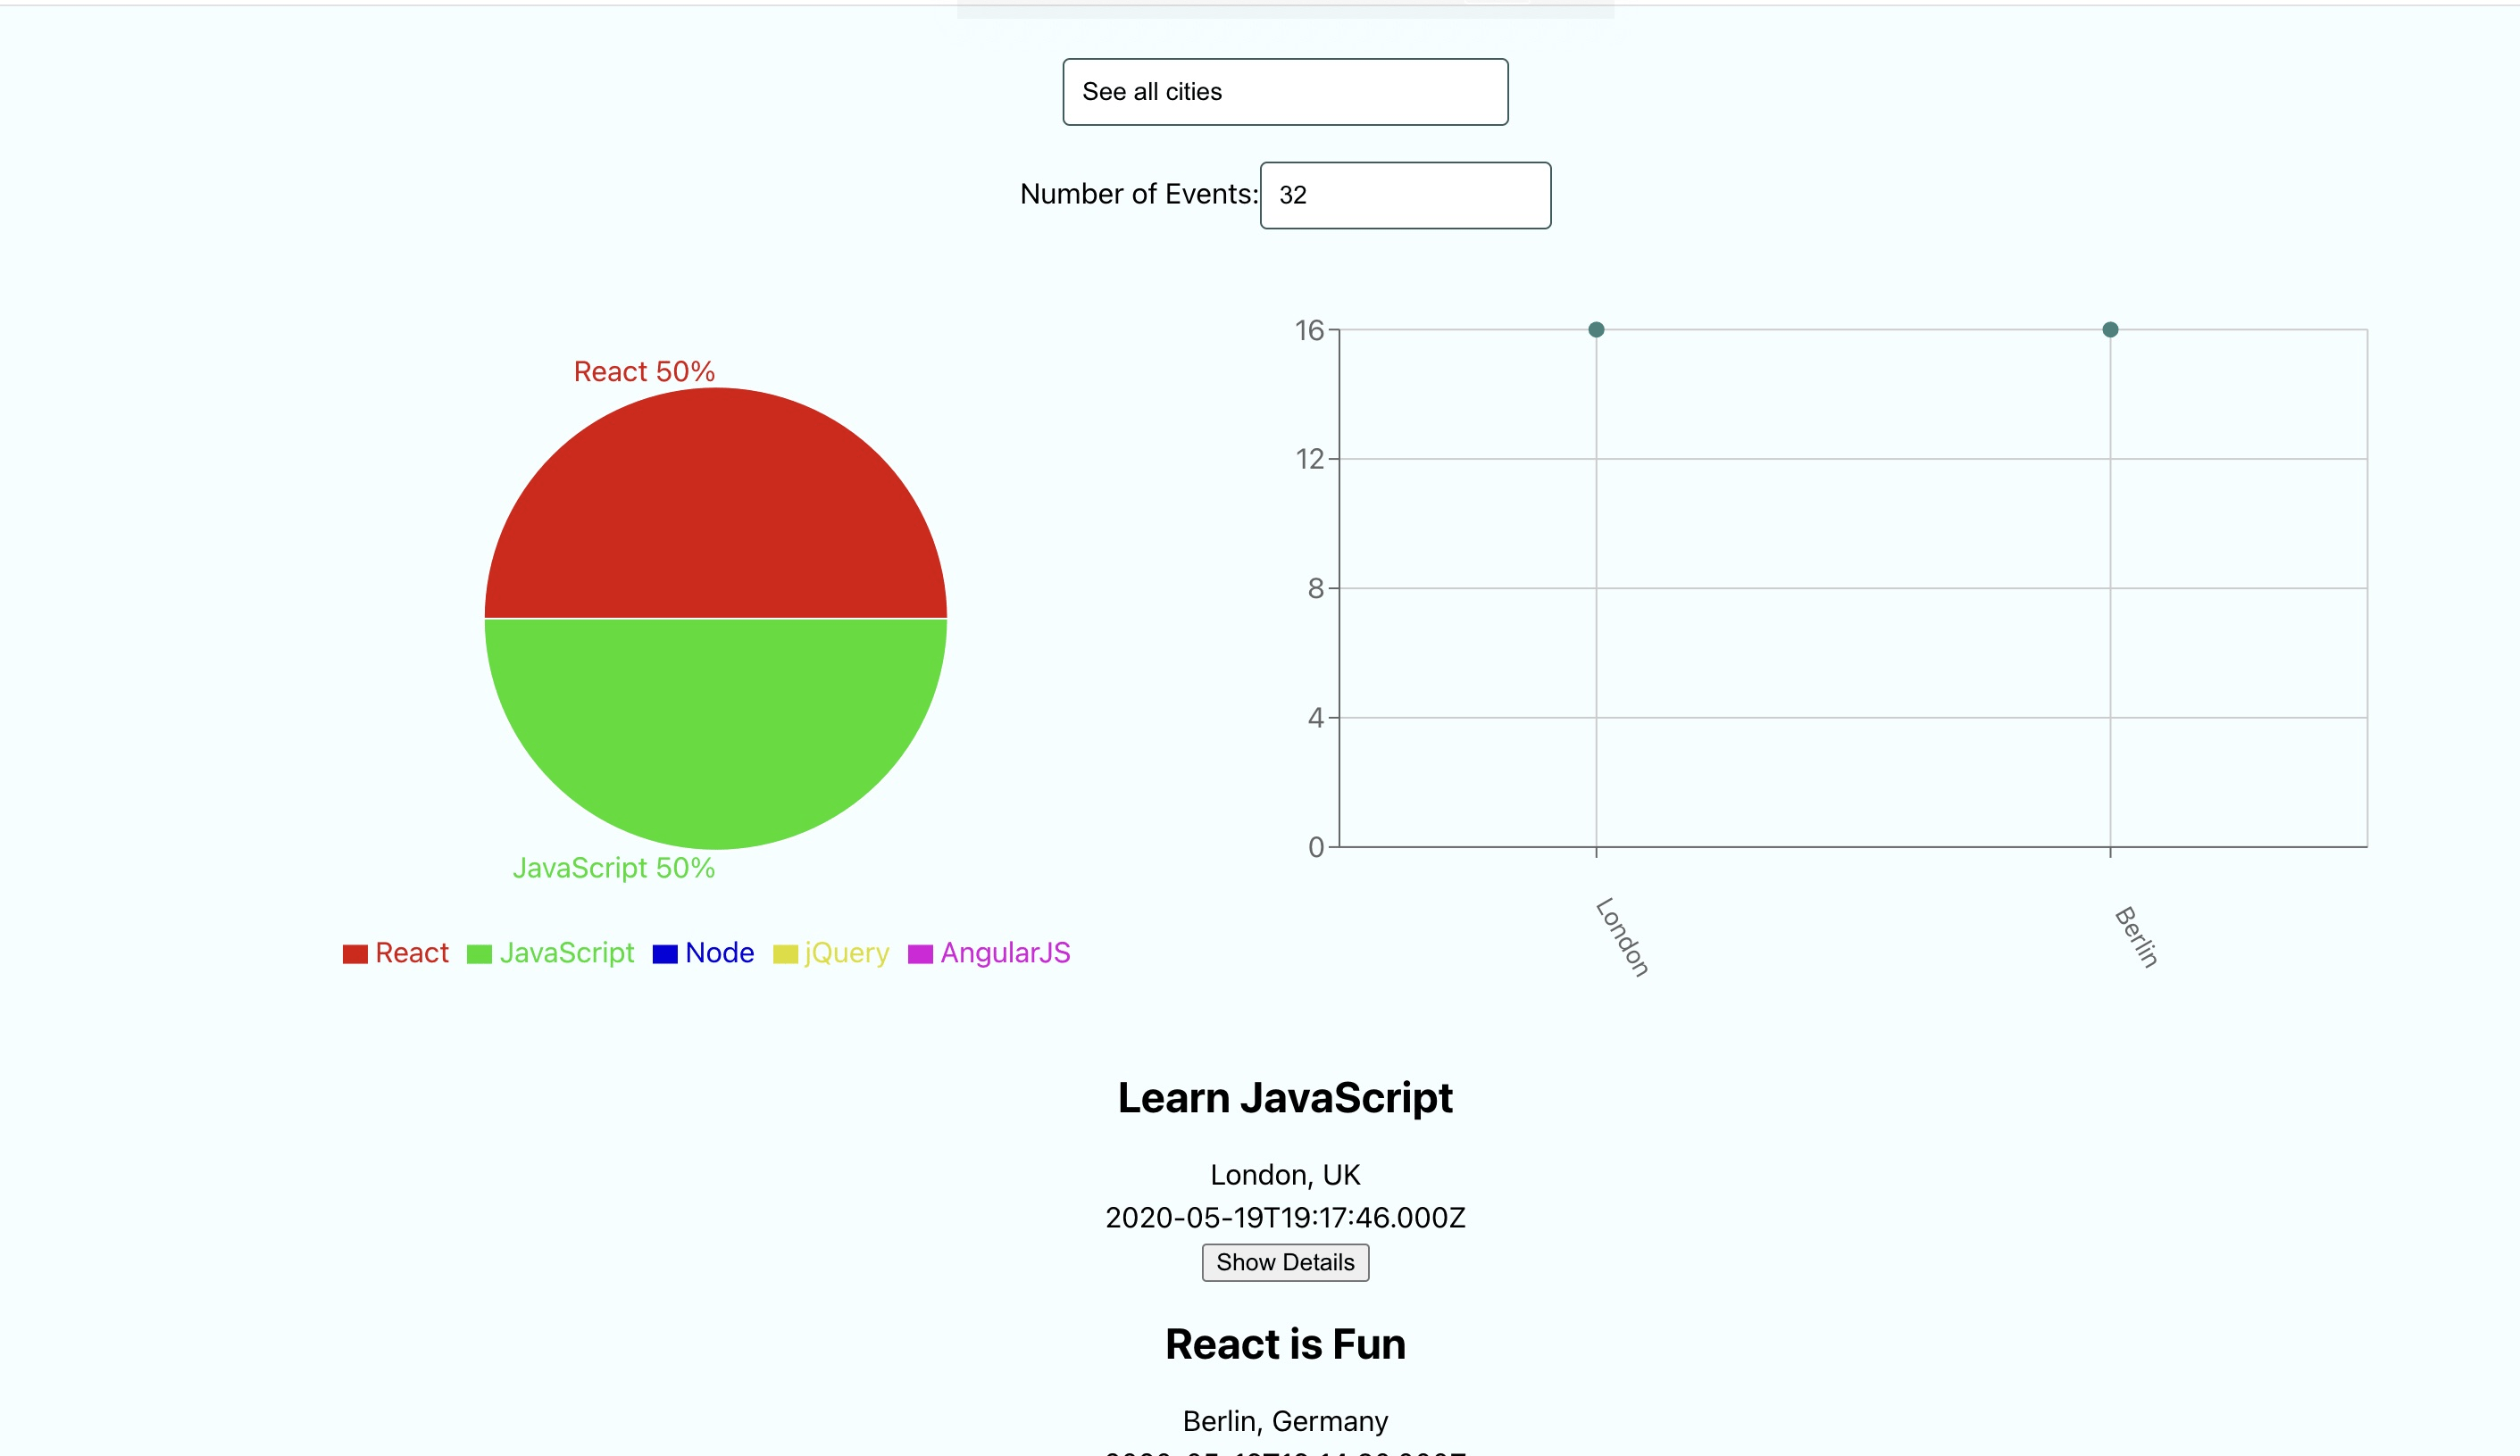 See all cities
Number of Events: 32
React 50%
JavaScript 50%
React JavaScript Node jQuery AngularJS
16
12
8
4
0
London
Berlin
Learn JavaScript
London, UK
2020-05-19T19:17:46.000Z
Show Details
React is Fun
Berlin, Germany